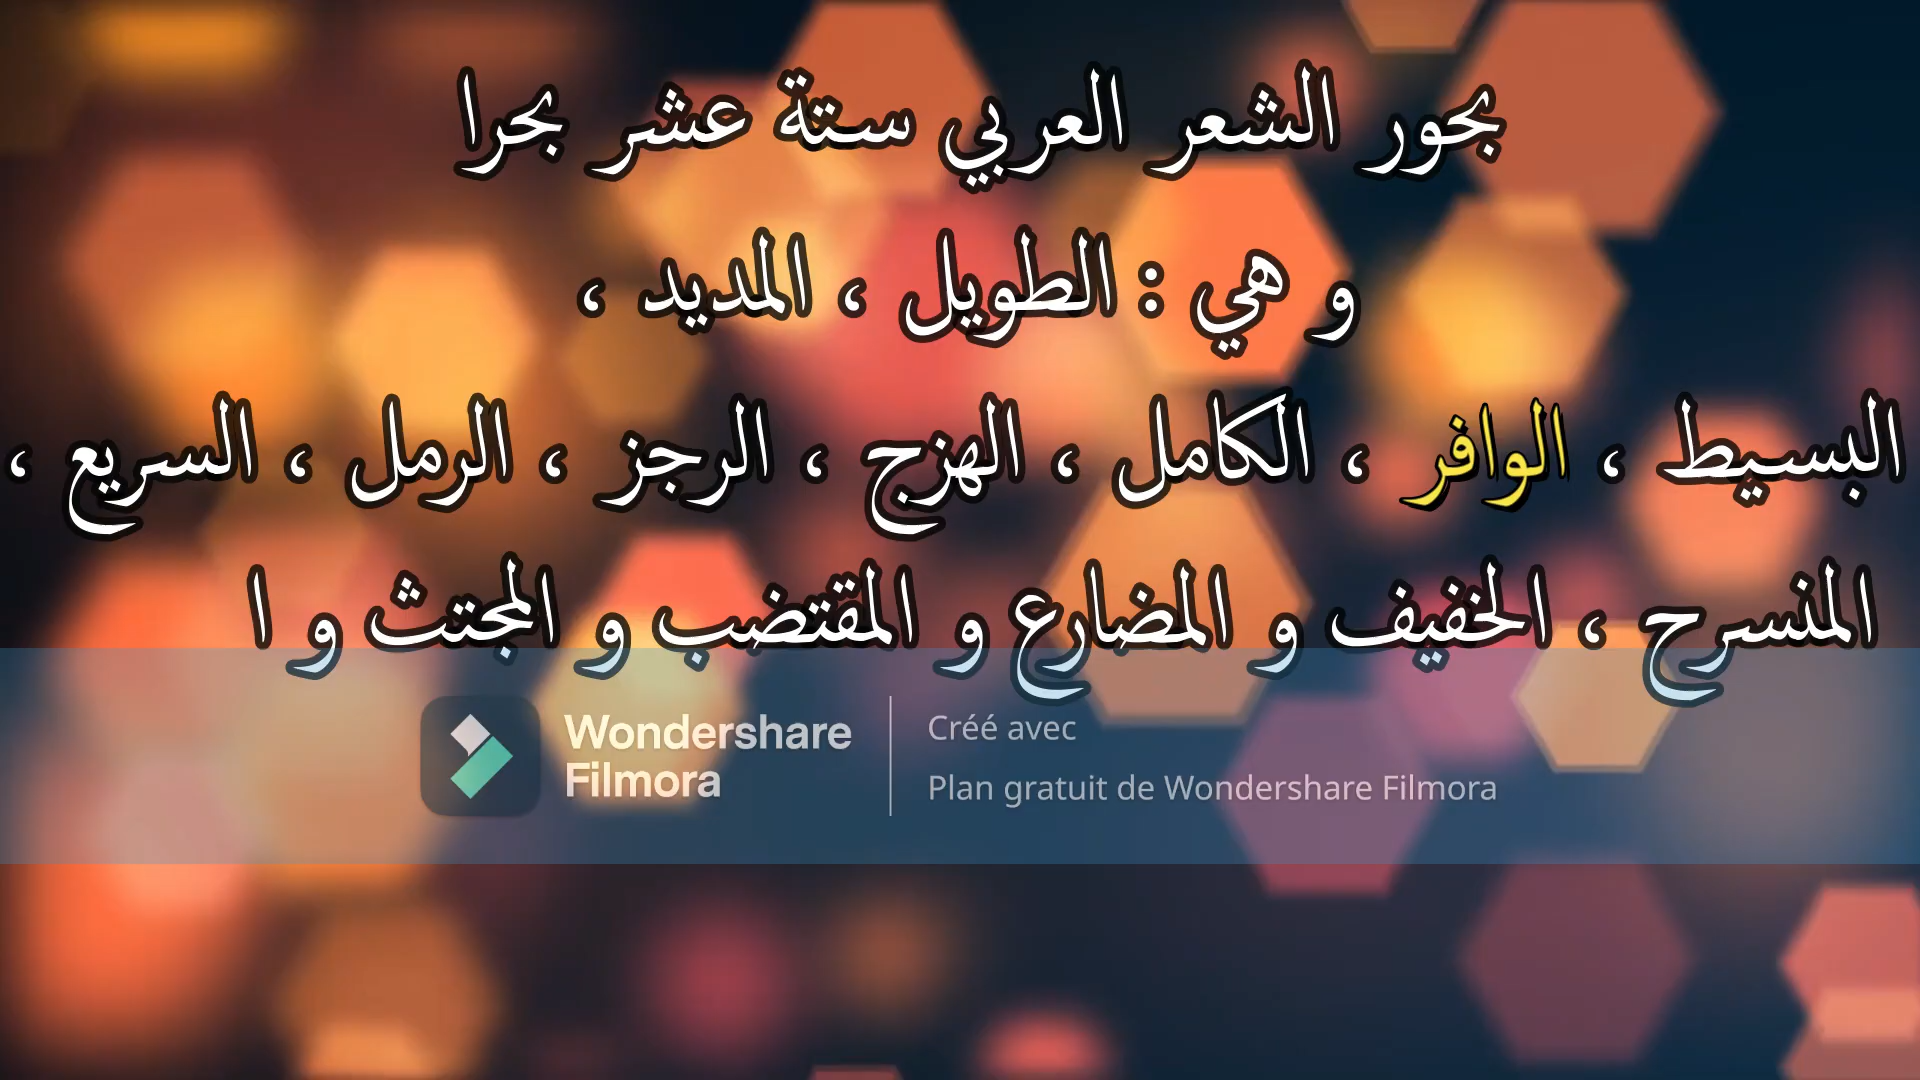 بحور الشعر العربي ستة عشر بحرا
و هي : الطويل ، المديد ،
البسيط ، الوافر ، الكامل ، الهزج ، الرجز ، الرمل ، السريع ،
المنسرح ، الخفيف و المضارع و المقتضب و المجتث و ا
Wondershare
Filmora
Créé avec
Plan gratuit de Wondershare Filmora